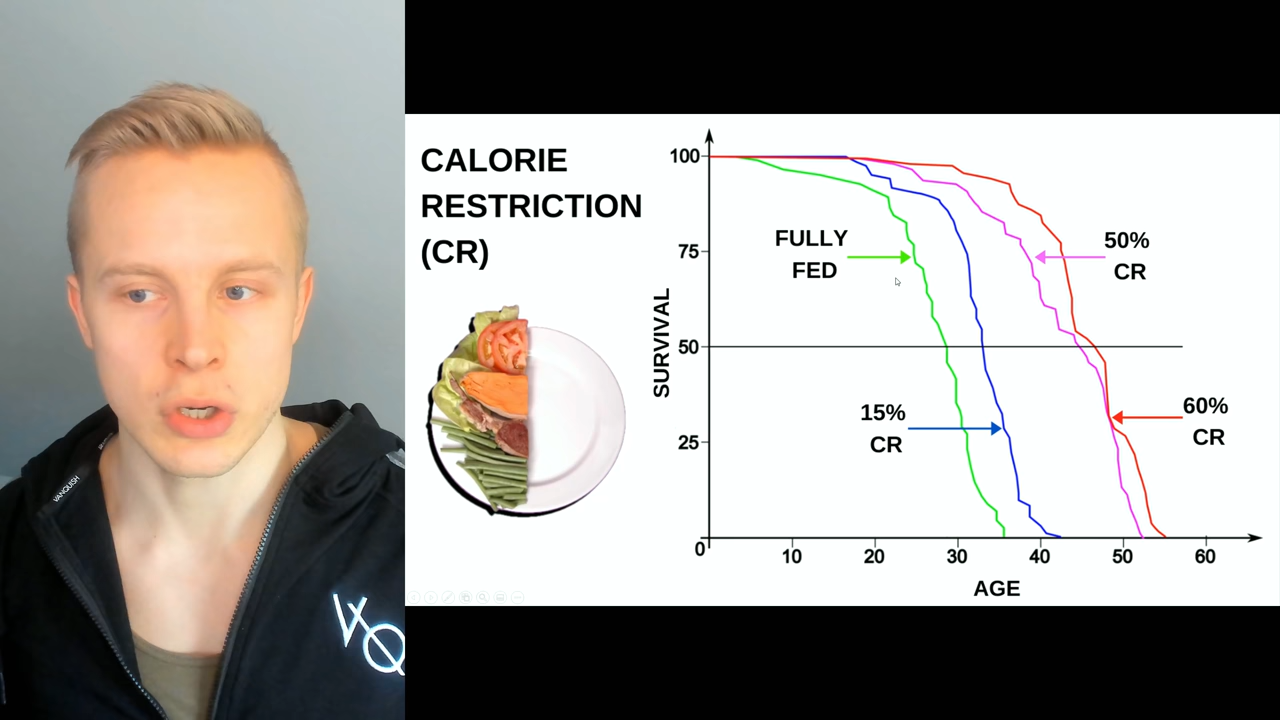 CALORIE
RESTRICTION
(CR)
SURVIVAL
100
75
50
25
0
10 20 30 40 50 60
AGE
FULLY
FED
50%
CR
15%
CR
60%
CR
VANQUISH
VQ